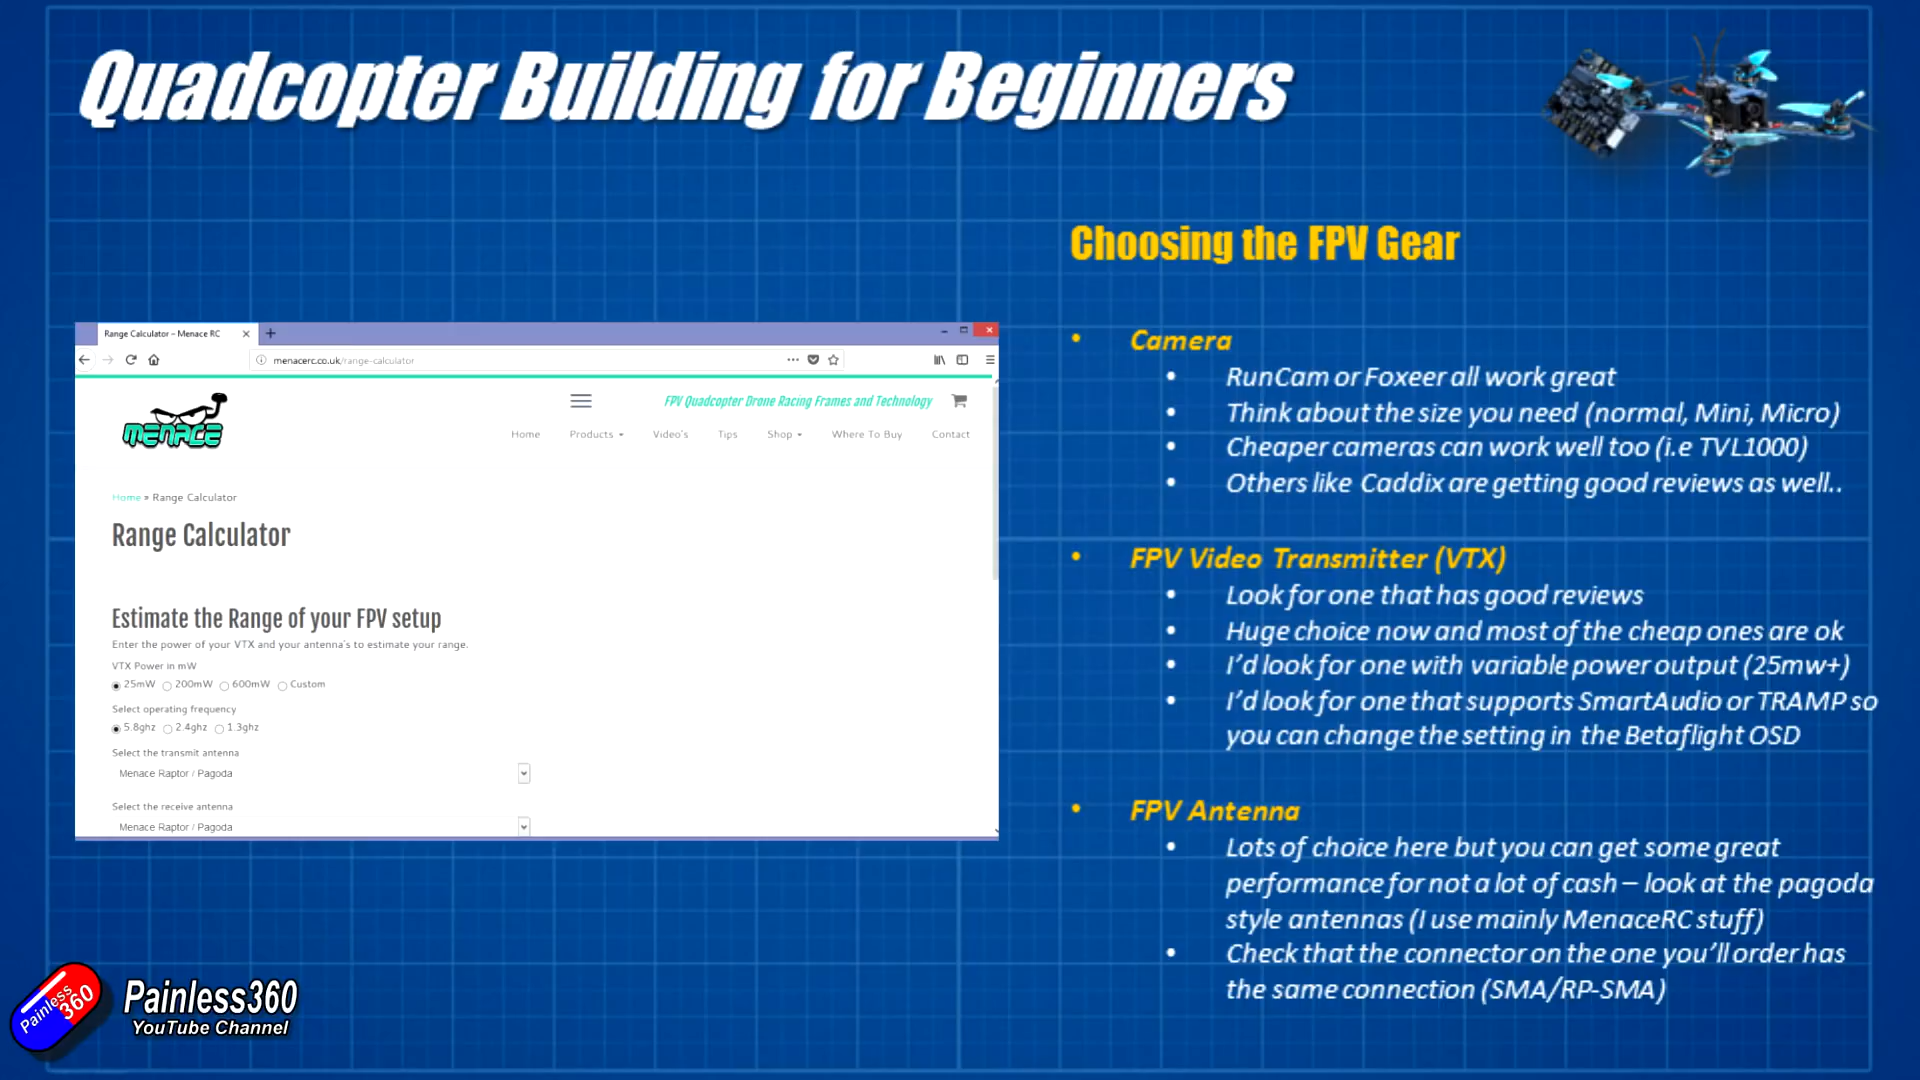 Quadcopter Building for Beginners
Range Calculator – Menace RC
menacerc.co.uk/range-calculator
MENACE
FPV Quadcopter Drone Racing Frames and Technology
Home Products Video's Tips Shop Where To Buy Contact
Home » Range Calculator
Range Calculator
Estimate the Range of your FPV setup
Enter the power of your VTX and your antenna's to estimate your range.
VTX Power in mW
25mW 200mW 600mW Custom
Select operating frequency
5.8ghz 2.4ghz 1.3ghz
Select the transmit antenna
Menace Raptor / Pagoda
Select the receive antenna
Menace Raptor / Pagoda
Choosing the FPV Gear
• Camera
• RunCam or Foxeer all work great
• Think about the size you need (normal, Mini, Micro)
• Cheaper cameras can work well too (i.e TVL1000)
• Others like Caddix are getting good reviews as well..
• FPV Video Transmitter (VTX)
• Look for one that has good reviews
• Huge choice now and most of the cheap ones are ok
• I'd look for one with variable power output (25mw+)
• I'd look for one that supports SmartAudio or TRAMP so
you can change the setting in the Betaflight OSD
• FPV Antenna
• Lots of choice here but you can get some great
performance for not a lot of cash – look at the pagoda
style antennas (I use mainly MenaceRC stuff)
• Check that the connector on the one you'll order has
the same connection (SMA/RP-SMA)
Painless
360
Painless360
YouTube Channel